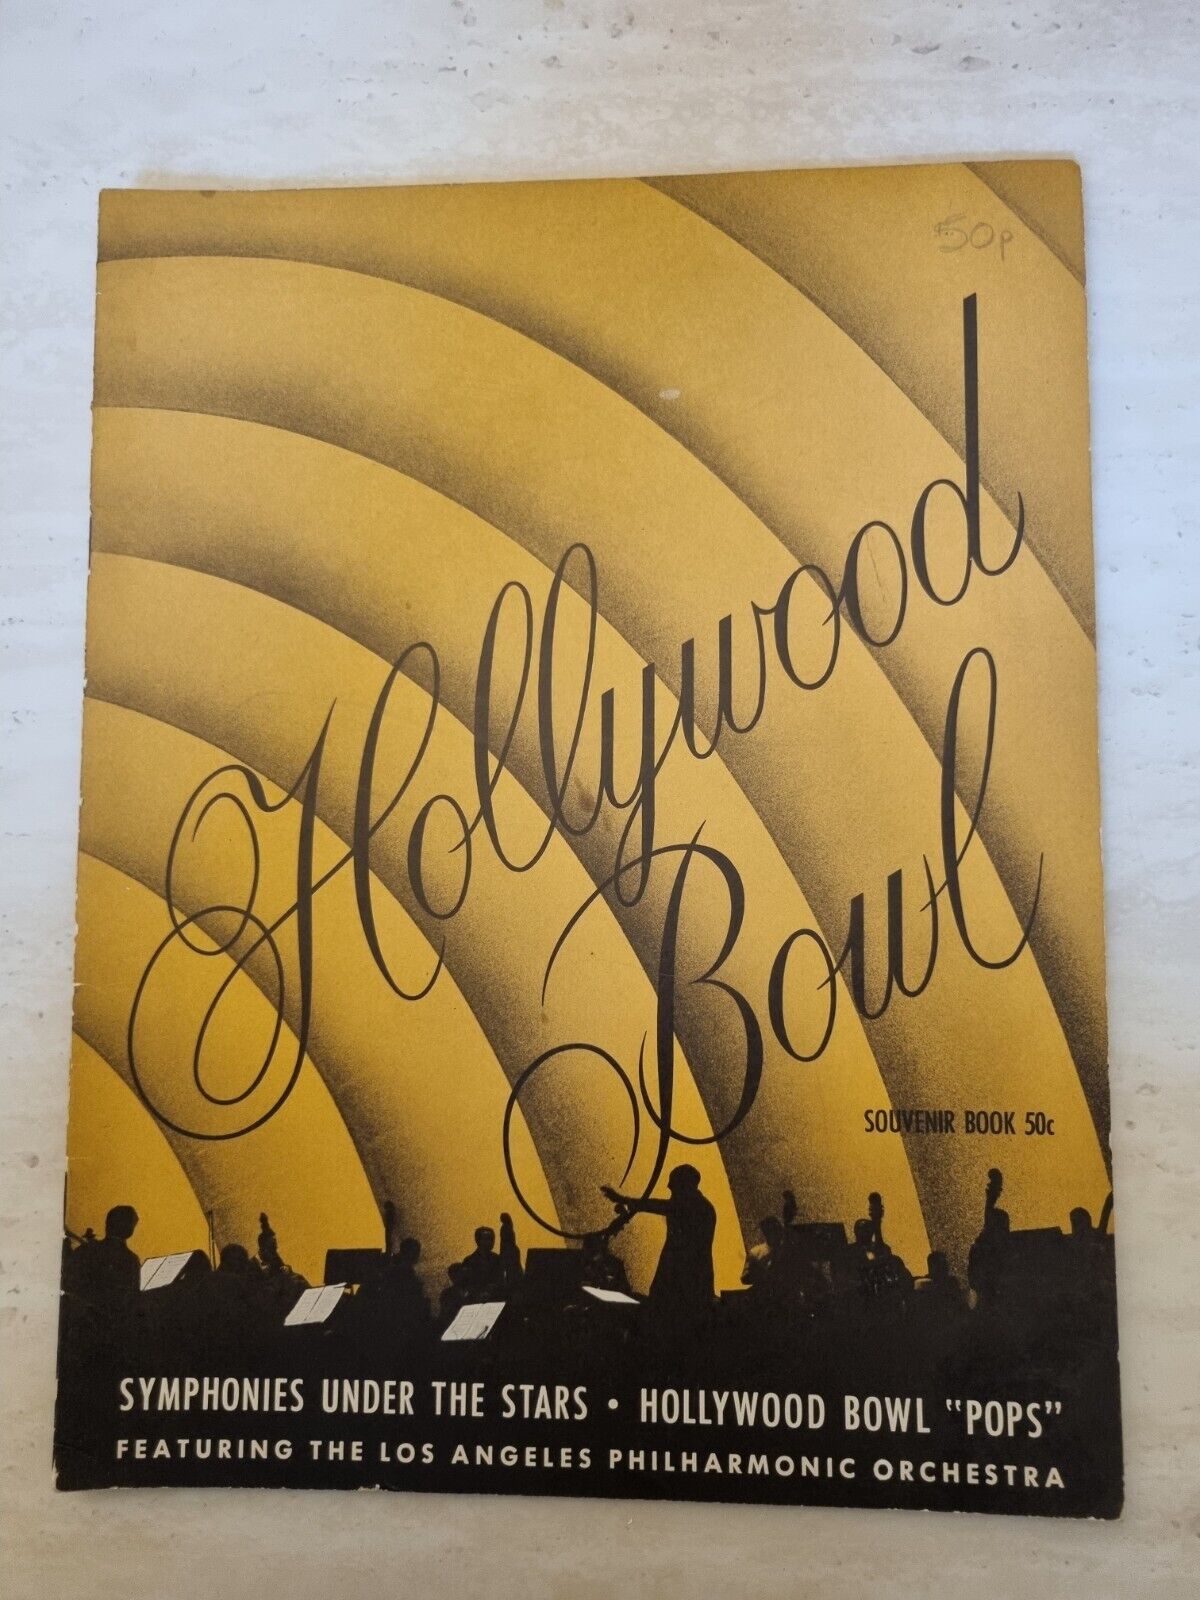 50p
Hollywood
Bowl
SOUVENIR BOOK 50c
SYMPHONIES UNDER THE STARS • HOLLYWOOD BOWL "POPS"
FEATURING THE LOS ANGELES PHILHARMONIC ORCHESTRA